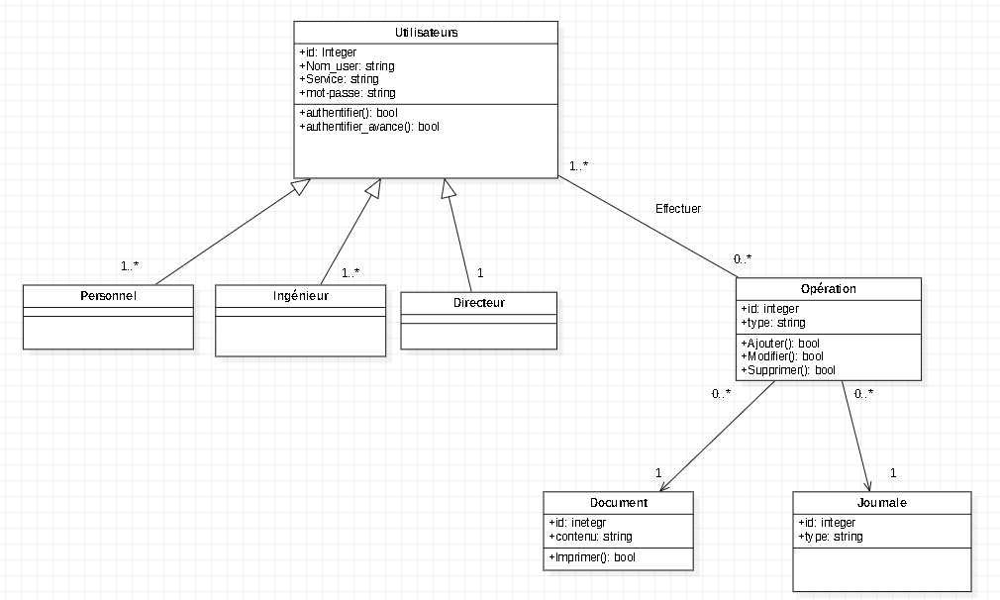 Utilisateurs
+id: Integer
+Nom_user: string
+Service: string
+mot-passe: string
+authentifier(): bool
+authentifier_avance(): bool
1..*
Effectuer
0..*
1..*
1..*
1
Personnel
Ingénieur
Directeur
Opération
+id: integer
+type: string
+Ajouter(): bool
+Modifier(): bool
+Supprimer(): bool
0..*
0..*
1
1
Document
+id: inetegr
+contenu: string
+Imprimer(): bool
Journale
+id: integer
+type: string